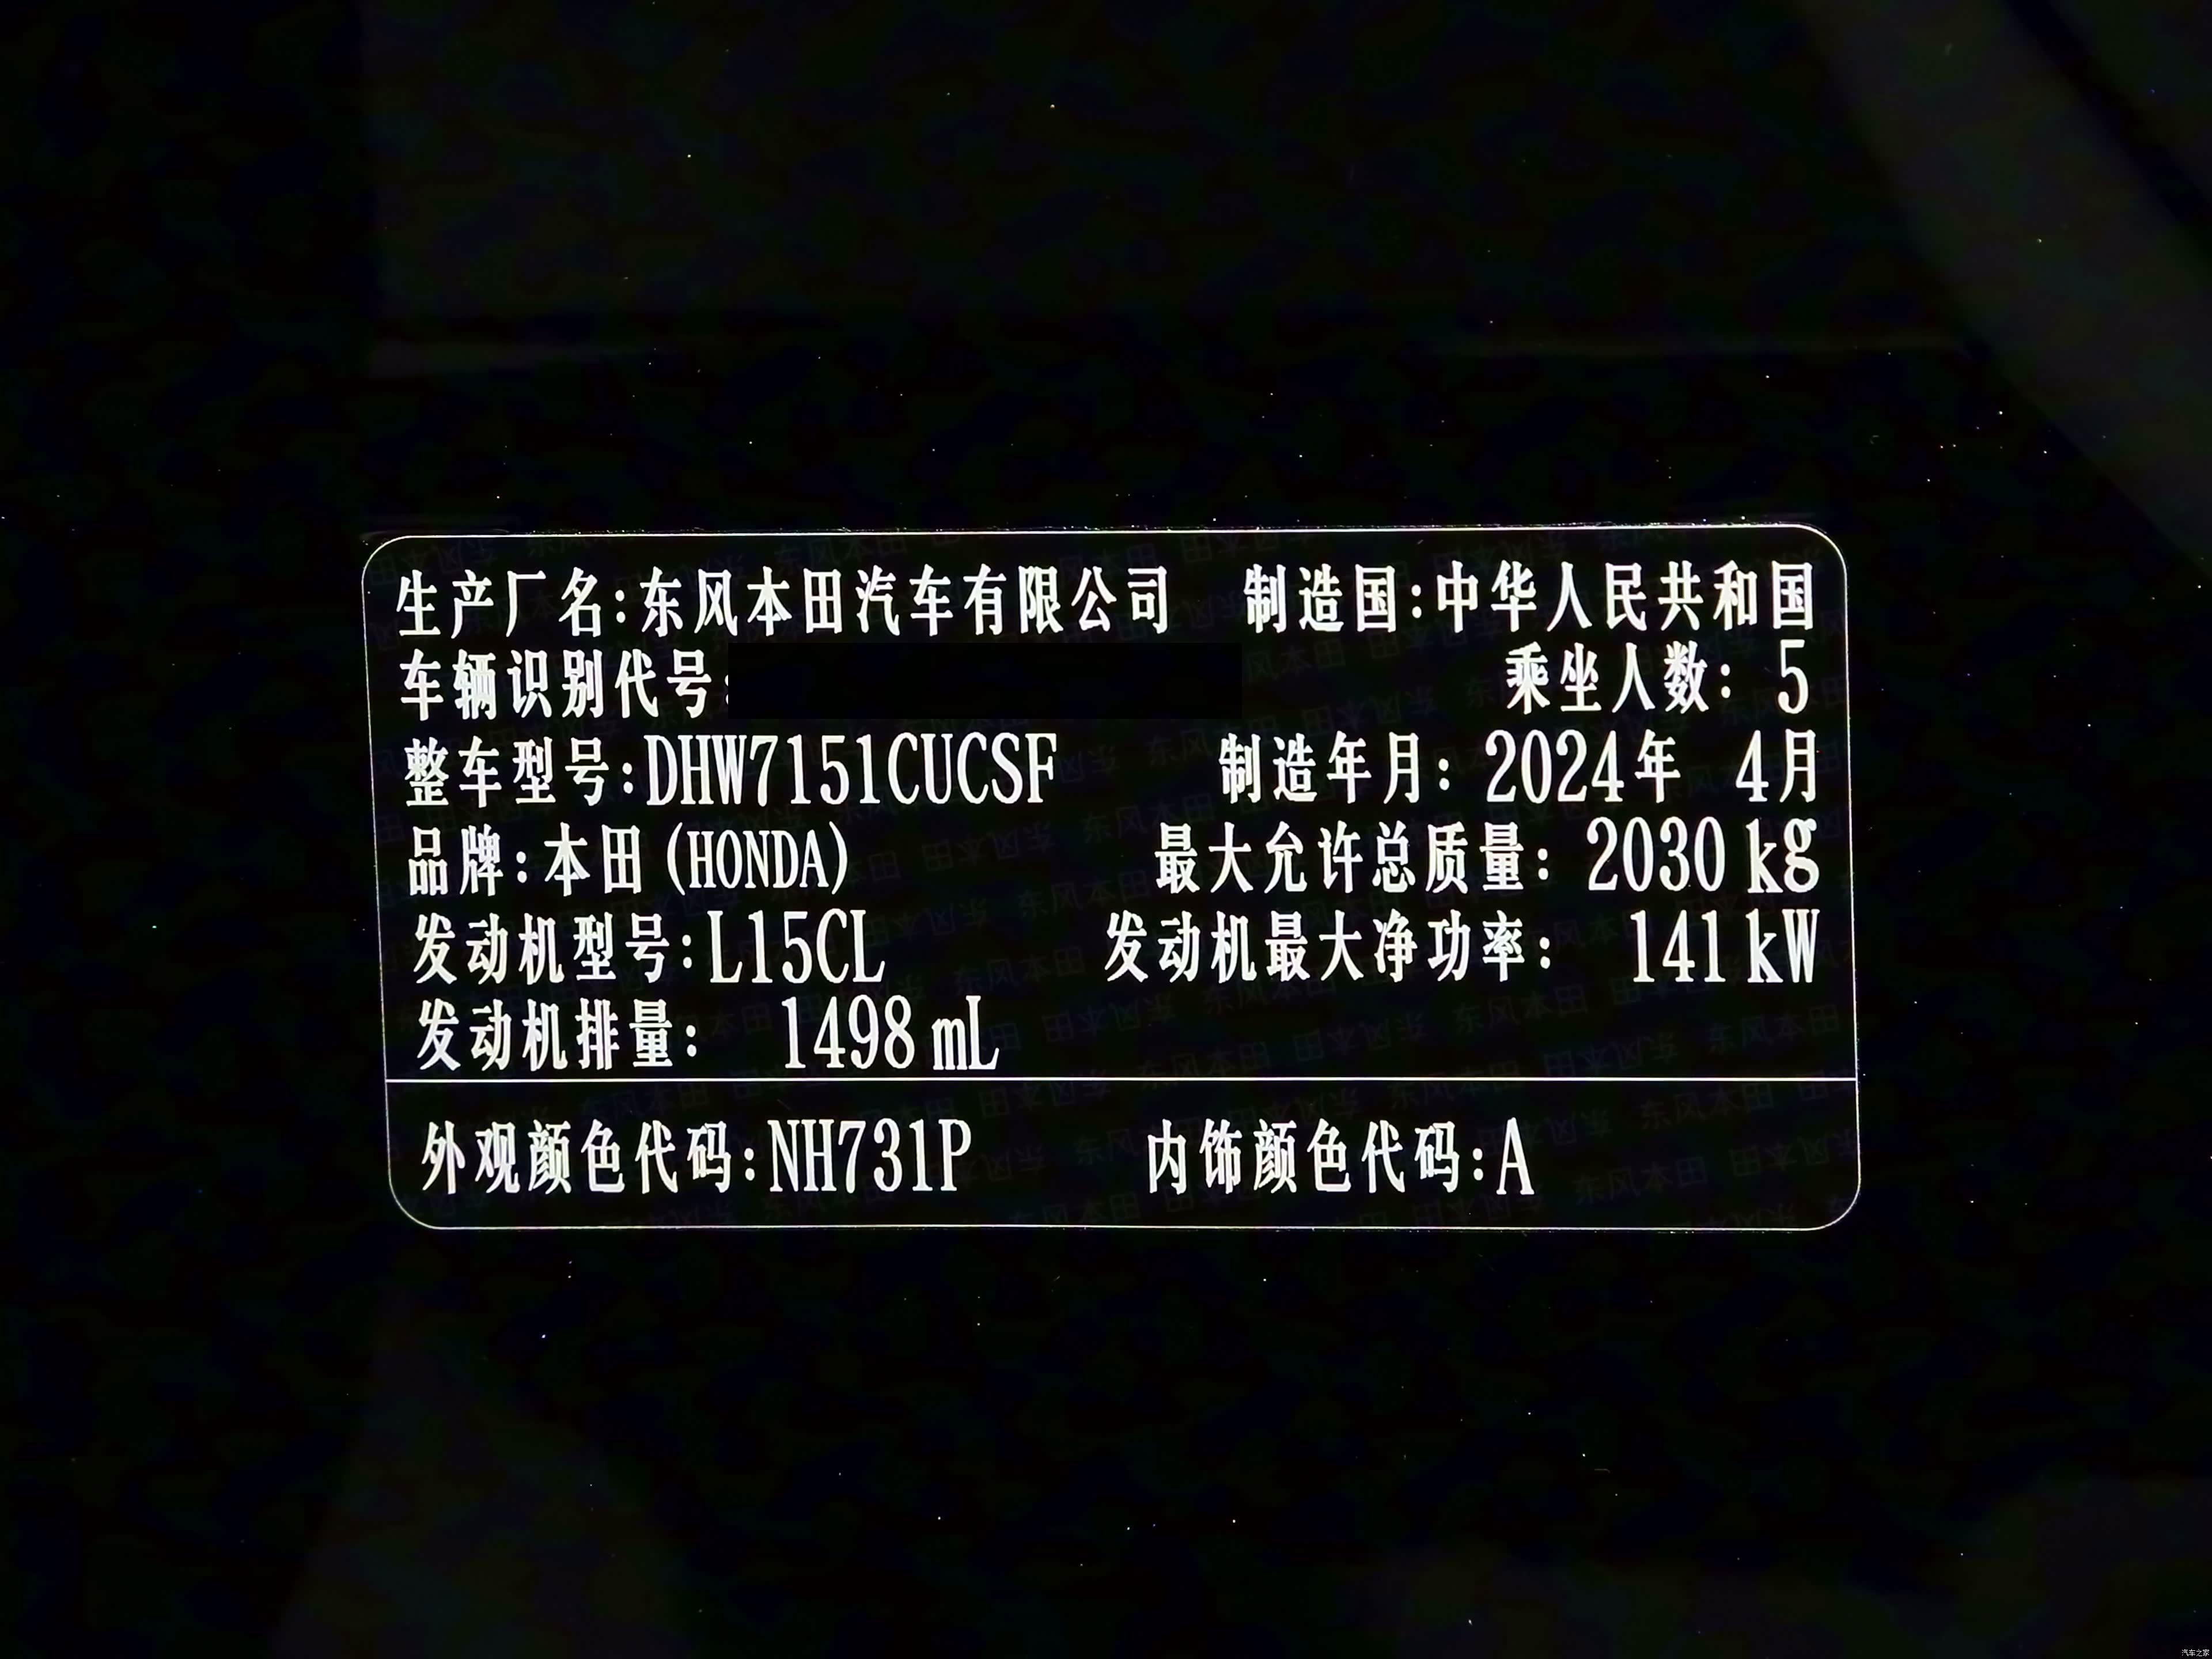 生产厂名:东风本田汽车有限公司 制造国:中华人民共和国
车辆识别代号: 乘坐人数: 5
整车型号:DHW7151CUCSF 制造年月: 2024年 4月
品牌:本田(HONDA) 最大允许总质量: 2030 kg
发动机型号:L15CL 发动机最大净功率: 141 kW
发动机排量: 1498 mL
外观颜色代码:NH731P 内饰颜色代码:A
汽车之家